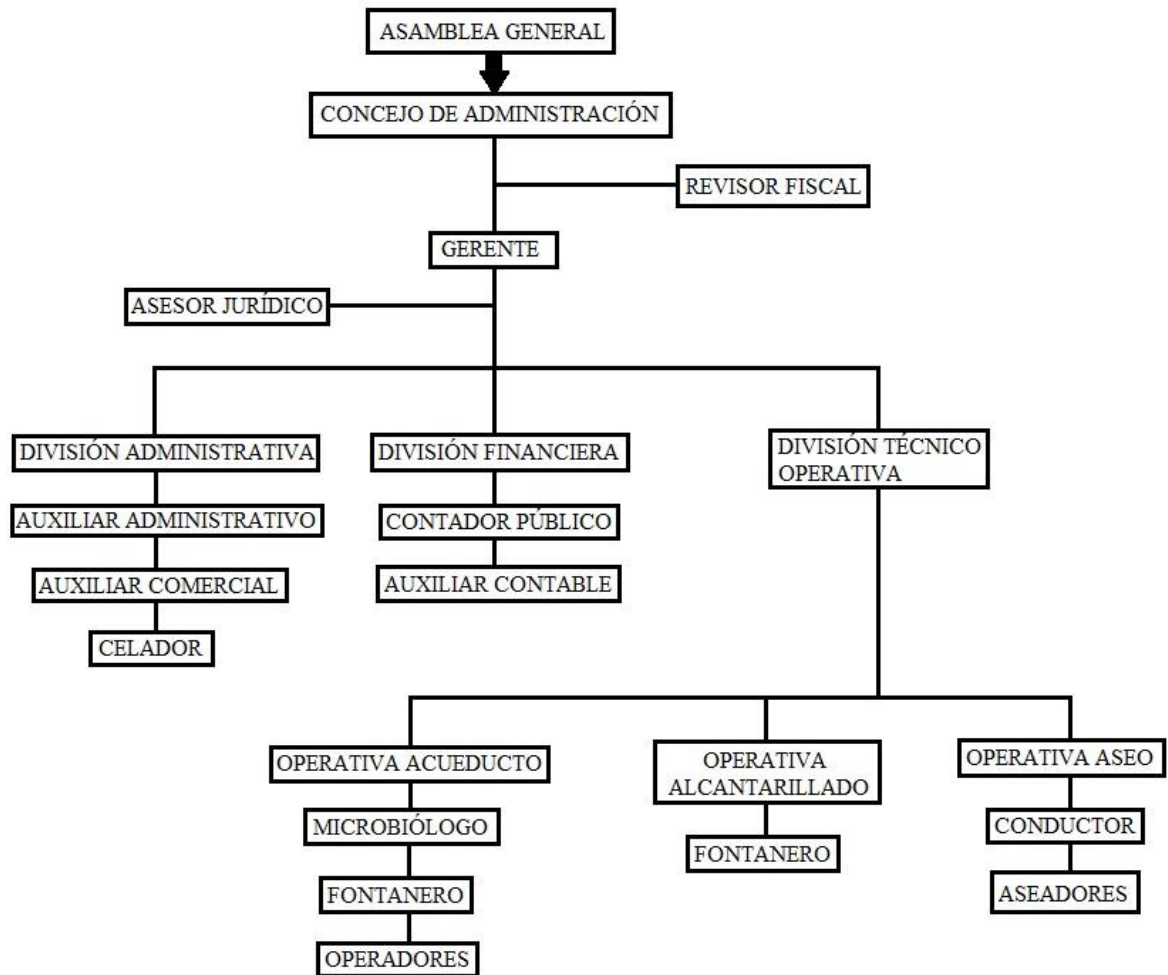 ASAMBLEA GENERAL
CONCEJO DE ADMINISTRACIÓN
REVISOR FISCAL
GERENTE
ASESOR JURÍDICO
DIVISIÓN ADMINISTRATIVA
AUXILIAR ADMINISTRATIVO
AUXILIAR COMERCIAL
CELADOR
DIVISIÓN FINANCIERA
CONTADOR PÚBLICO
AUXILIAR CONTABLE
DIVISIÓN TÉCNICO
OPERATIVA
OPERATIVA ACUEDUCTO
MICROBIÓLOGO
FONTANERO
OPERADORES
OPERATIVA
ALCANTARILLADO
FONTANERO
OPERATIVA ASEO
CONDUCTOR
ASEADORES